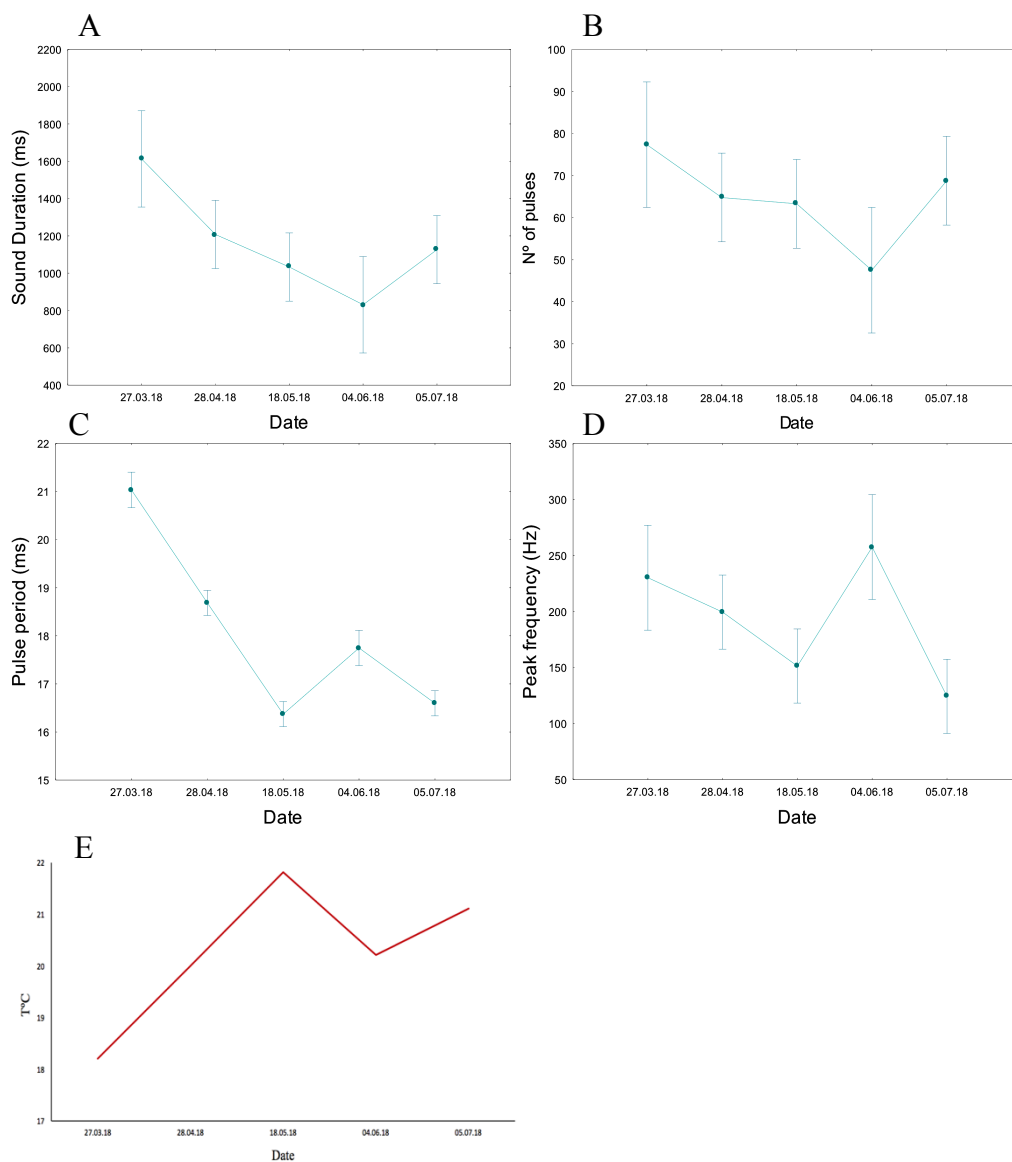 A
Sound Duration (ms)
2200
2000
1800
1600
1400
1200
1000
800
600
400
27.03.18 28.04.18 18.05.18 04.06.18 05.07.18
Date
B
Nº of pulses
100
90
80
70
60
50
40
30
20
27.03.18 28.04.18 18.05.18 04.06.18 05.07.18
Date
C
Pulse period (ms)
22
21
20
19
18
17
16
15
27.03.18 28.04.18 18.05.18 04.06.18 05.07.18
Date
D
Peak frequency (Hz)
350
300
250
200
150
100
50
27.03.18 28.04.18 18.05.18 04.06.18 05.07.18
Date
E
TºC
22
21
20
19
18
17
27.03.18 28.04.18 18.05.18 04.06.18 05.07.18
Date